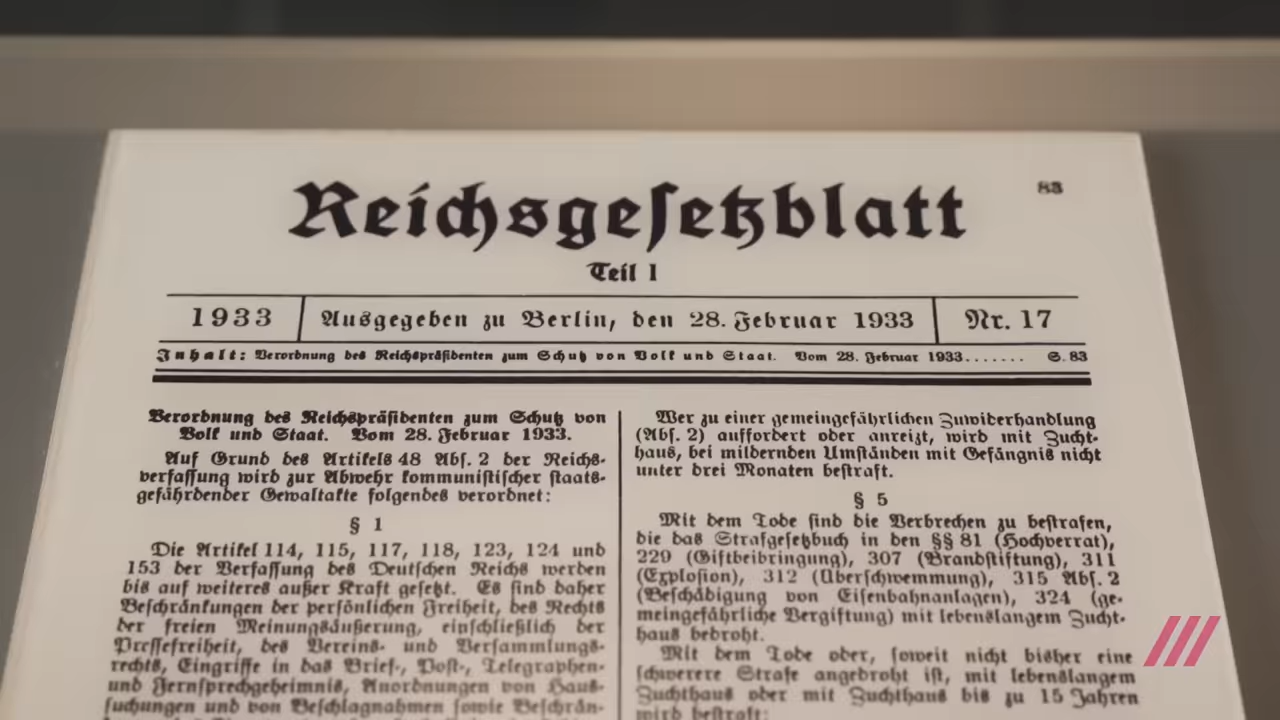 83
Reichsgeſetzblatt
Teil I
1933
Ausgegeben zu Berlin, den 28. Februar 1933
Nr. 17
Inhalt: Verordnung des Reichspräſidenten zum Schutz von Volk und Staat. Vom 28. Februar 1933....... S. 83
Verordnung des Reichspräſidenten zum Schutz von
Volk und Staat. Vom 28. Februar 1933.
Auf Grund des Artikels 48 Abſ. 2 der Reichs-
verfaſſung wird zur Abwehr kommuniſtiſcher ſtaats-
gefährdender Gewaltakte folgendes verordnet:
§ 1
Die Artikel 114, 115, 117, 118, 123, 124 und
153 der Verfaſſung des Deutſchen Reichs werden
bis auf weiteres außer Kraft geſetzt. Es ſind daher
Beſchränkungen der perſönlichen Freiheit, des Rechts
der freien Meinungsäußerung, einſchließlich der
Preſſefreiheit, des Vereins- und Verſammlungs-
rechts, Eingriffe in das Brief-, Poſt-, Telegraphen-
und Fernſprechgeheimnis, Anordnungen von Haus-
ſuchungen und von Beſchlagnahmen ſowie Beſchrän-
Wer zu einer gemeingefährlichen Zuwiderhandlung
(Abſ. 2) auffordert oder anreizt, wird mit Zucht-
haus, bei mildernden Umſtänden mit Gefängnis nicht
unter drei Monaten beſtraft.
§ 5
Mit dem Tode ſind die Verbrechen zu beſtrafen,
die das Strafgeſetzbuch in den §§ 81 (Hochverrat),
229 (Giftbeibringung), 307 (Brandſtiftung), 311
(Exploſion), 312 (Überſchwemmung), 315 Abſ. 2
(Beſchädigung von Eiſenbahnanlagen), 324 (ge-
meingefährliche Vergiftung) mit lebenslangem Zucht-
haus bedroht.
Mit dem Tode oder, ſoweit nicht bisher eine
ſchwerere Strafe angedroht iſt, mit lebenslangem
Zuchthaus oder mit Zuchthaus bis zu 15 Jahren
wird beſtraft: